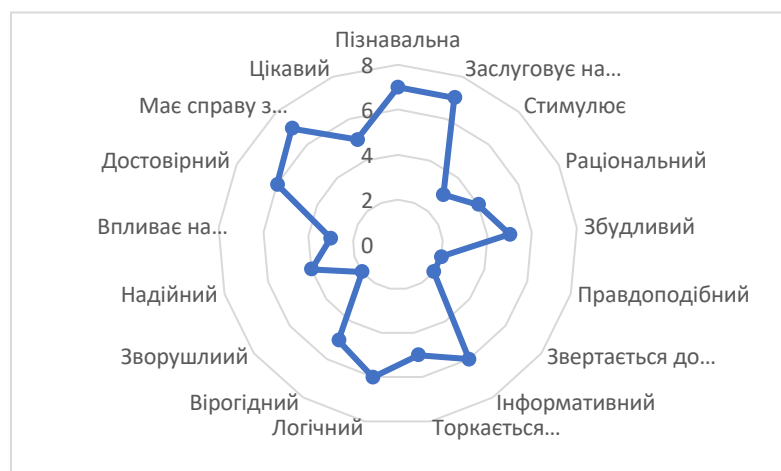 Пізнавальна
Цікавий
Заслуговує на...
Має справу з...
Стимулює
Достовірний
Раціональний
Впливає на...
Збудливий
Надійний
Правдоподібний
Зворушлиий
Звертається до...
Вірогідний
Інформативний
Логічний
Торкається...
8
6
4
2
0